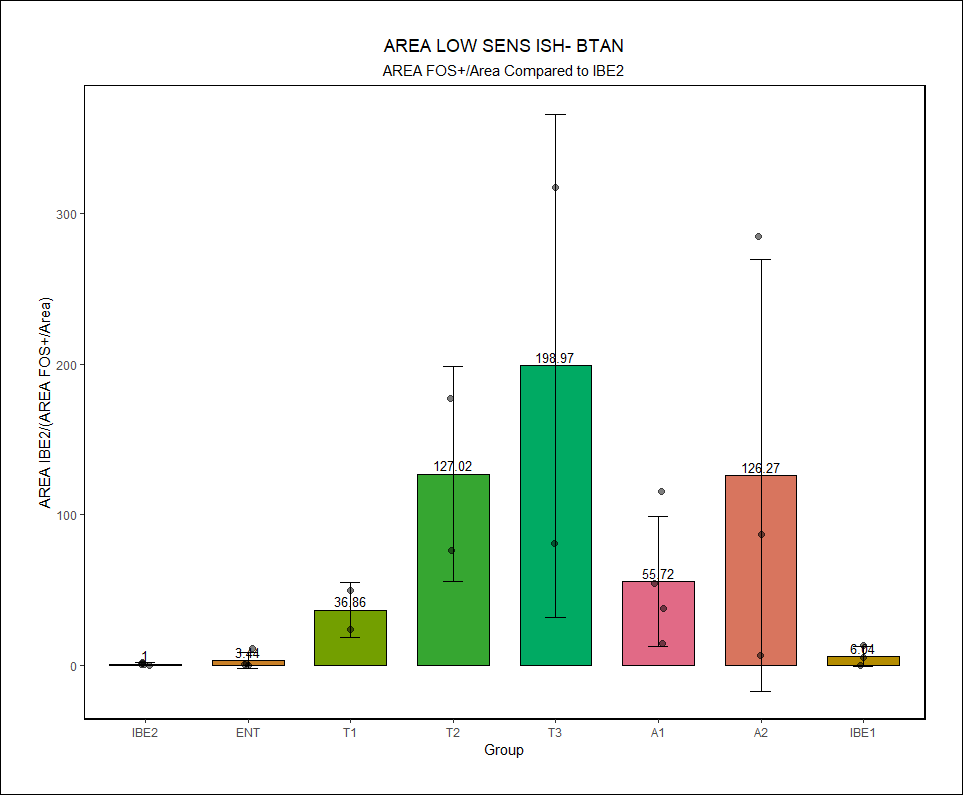 AREA LOW SENS ISH- BTAN
AREA FOS+/Area Compared to IBE2
AREA IBE2/(AREA FOS+/Area)
300
200
100
0
1
3.44
36.86
127.02
198.97
55.72
126.27
6.04
IBE2 ENT T1 T2 T3 A1 A2 IBE1
Group